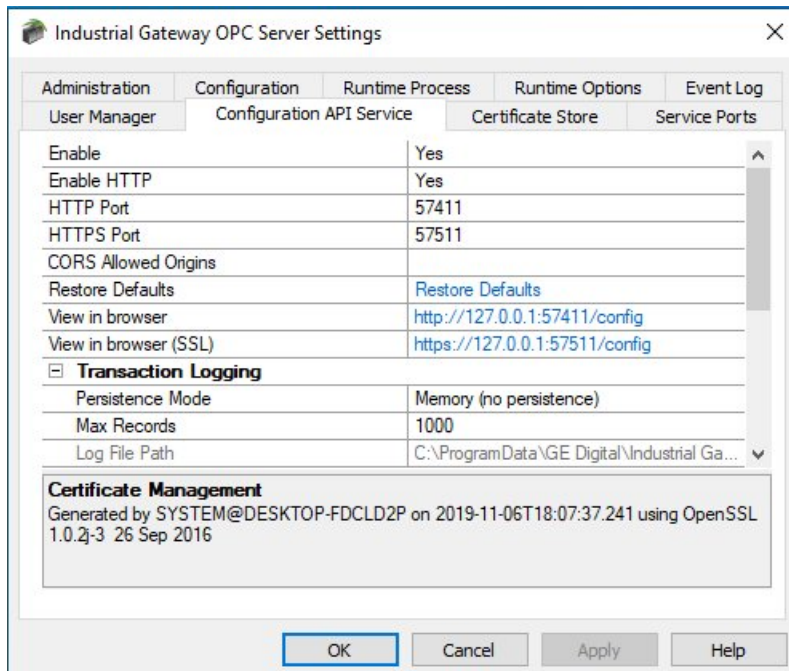 Industrial Gateway OPC Server Settings
Administration Configuration Runtime Process Runtime Options Event Log
User Manager Configuration API Service Certificate Store Service Ports
Enable Yes
Enable HTTP Yes
HTTP Port 57411
HTTPS Port 57511
CORS Allowed Origins
Restore Defaults Restore Defaults
View in browser http://127.0.0.1:57411/config
View in browser (SSL) https://127.0.0.1:57511/config
Transaction Logging
Persistence Mode Memory (no persistence)
Max Records 1000
Log File Path C:\ProgramData\GE Digital\Industrial Ga...
Certificate Management
Generated by SYSTEM@DESKTOP-FDCLD2P on 2019-11-06T18:07:37.241 using OpenSSL
1.0.2j-3 26 Sep 2016
OK Cancel Apply Help